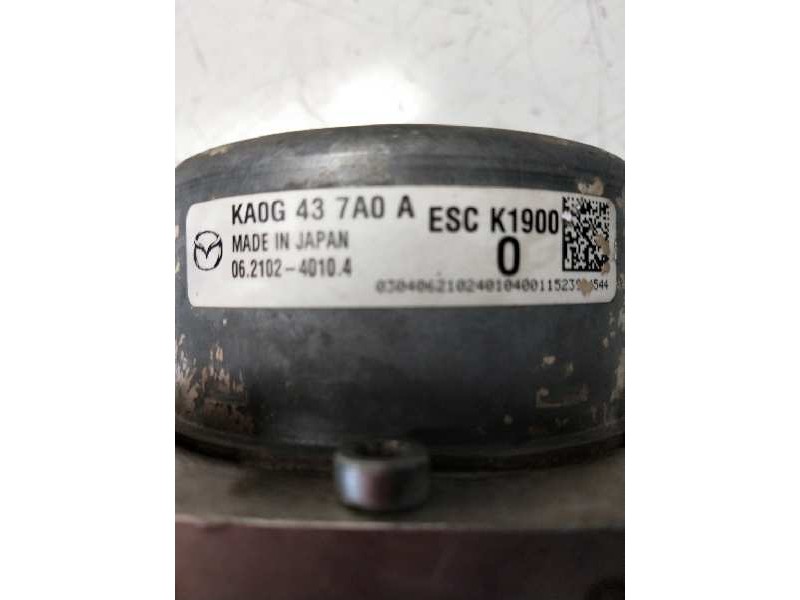 KA0G 43 7A0 A
MADE IN JAPAN
06.2102-4010.4
ESC K1900
0